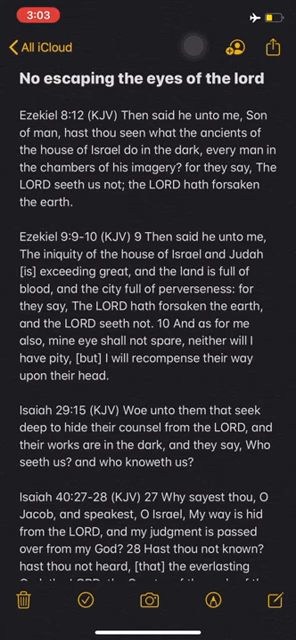 3:03
All iCloud
No escaping the eyes of the lord
Ezekiel 8:12 (KJV) Then said he unto me, Son
of man, hast thou seen what the ancients of
the house of Israel do in the dark, every man in
the chambers of his imagery? for they say, The
LORD seeth us not; the LORD hath forsaken
the earth.
Ezekiel 9:9-10 (KJV) 9 Then said he unto me,
The iniquity of the house of Israel and Judah
[is] exceeding great, and the land is full of
blood, and the city full of perverseness: for
they say, The LORD hath forsaken the earth,
and the LORD seeth not. 10 And as for me
also, mine eye shall not spare, neither will I
have pity, [but] I will recompense their way
upon their head.
Isaiah 29:15 (KJV) Woe unto them that seek
deep to hide their counsel from the LORD, and
their works are in the dark, and they say, Who
seeth us? and who knoweth us?
Isaiah 40:27-28 (KJV) 27 Why sayest thou, O
Jacob, and speakest, O Israel, My way is hid
from the LORD, and my judgment is passed
over from my God? 28 Hast thou not known?
hast thou not heard, [that] the everlasting